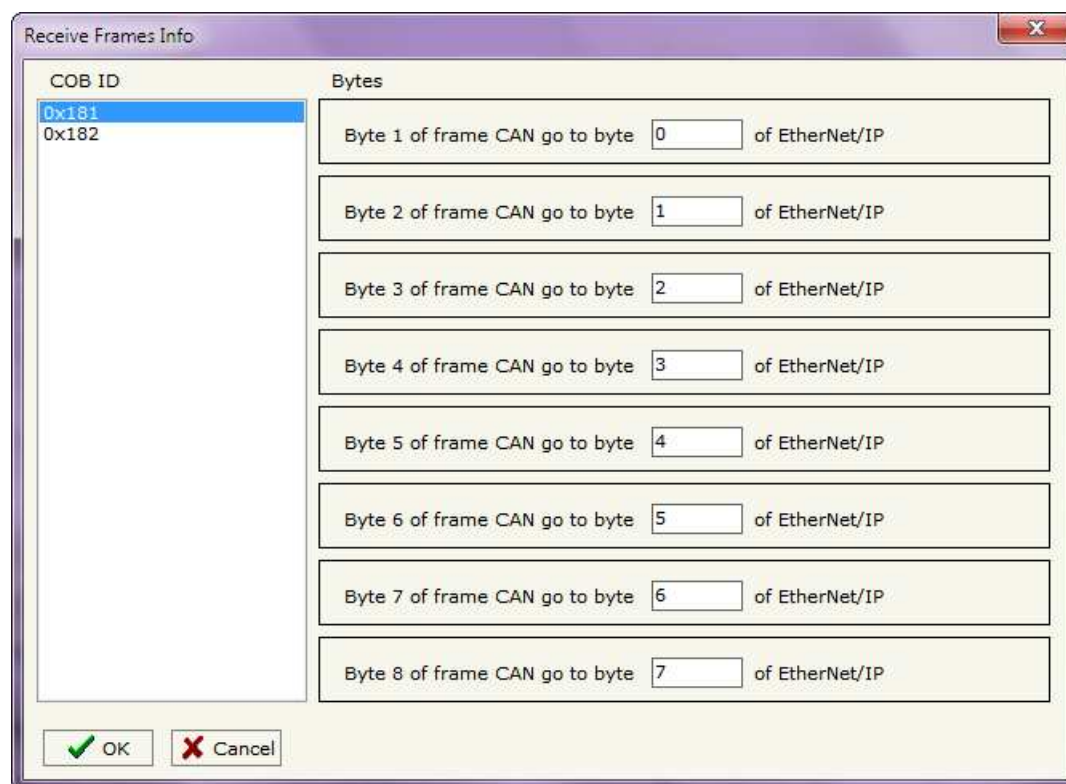 Receive Frames Info
COB ID
Bytes
0x181
0x182
Byte 1 of frame CAN go to byte 0 of EtherNet/IP
Byte 2 of frame CAN go to byte 1 of EtherNet/IP
Byte 3 of frame CAN go to byte 2 of EtherNet/IP
Byte 4 of frame CAN go to byte 3 of EtherNet/IP
Byte 5 of frame CAN go to byte 4 of EtherNet/IP
Byte 6 of frame CAN go to byte 5 of EtherNet/IP
Byte 7 of frame CAN go to byte 6 of EtherNet/IP
Byte 8 of frame CAN go to byte 7 of EtherNet/IP
OK
Cancel